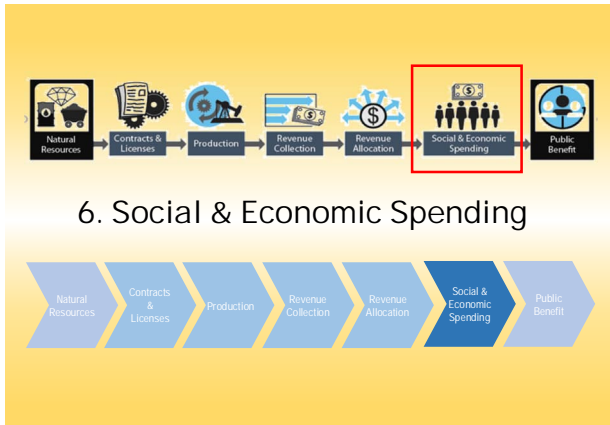 Natural
Resources
Contracts &
Licenses
Production
Revenue
Collection
Revenue
Allocation
Social & Economic
Spending
Public
Benefit
6. Social & Economic Spending
Natural
Resources
Contracts
&
Licenses
Production
Revenue
Collection
Revenue
Allocation
Social &
Economic
Spending
Public
Benefit